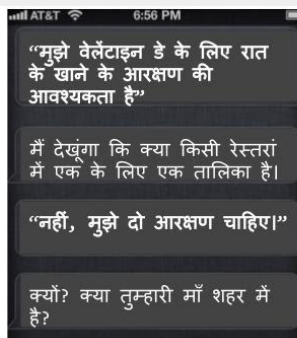 AT&T 6:56 PM
“मुझे वेलेंटाइन डे के लिए रात
के खाने के आरक्षण की
आवश्यकता है”
मैं देखूंगा कि क्या किसी रेस्तरां
में एक के लिए एक तालिका है।
“नहीं, मुझे दो आरक्षण चाहिए।”
क्यों? क्या तुम्हारी माँ शहर में
है?